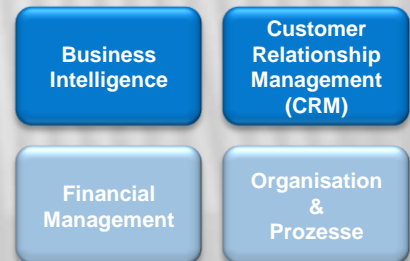 Business
Intelligence
Customer
Relationship
Management
(CRM)
Financial
Management
Organisation
&
Prozesse